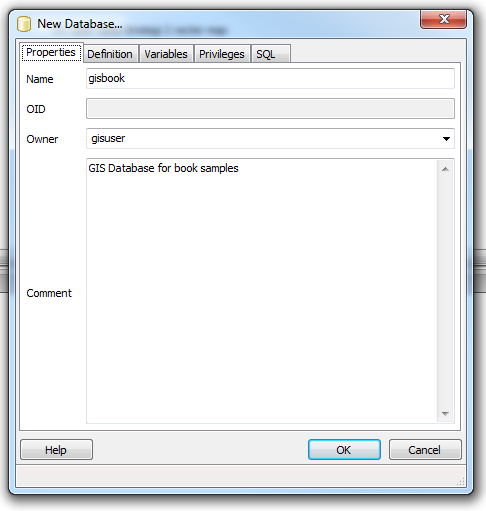 New Database...
Properties Definition Variables Privileges SQL
Name gisbook
OID
Owner gisuser
GIS Database for book samples
Comment
Help OK Cancel